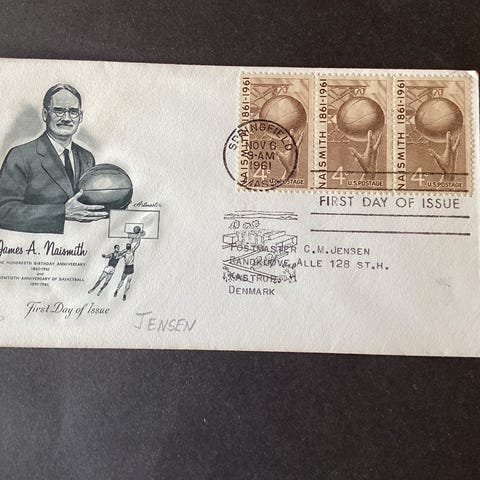 NAISMITH 1861-1961
4¢
U.S. POSTAGE
NAISMITH 1861-1961
4¢
U.S. POSTAGE
NAISMITH 1861-1961
4¢
U.S. POSTAGE
SPRINGFIELD
NOV 6
9-AM
1961
MASS.
FIRST DAY OF ISSUE
Artmaster
James A. Naismith
ONE HUNDREDTH BIRTHDAY ANNIVERSARY
1861-1961
and
SEVENTIETH ANNIVERSARY OF BASKETBALL
1891-1961
First Day of Issue
POSTMASTER C.M.JENSEN
ALLE 128 ST.H.
KASTRUP
DENMARK
JENSEN